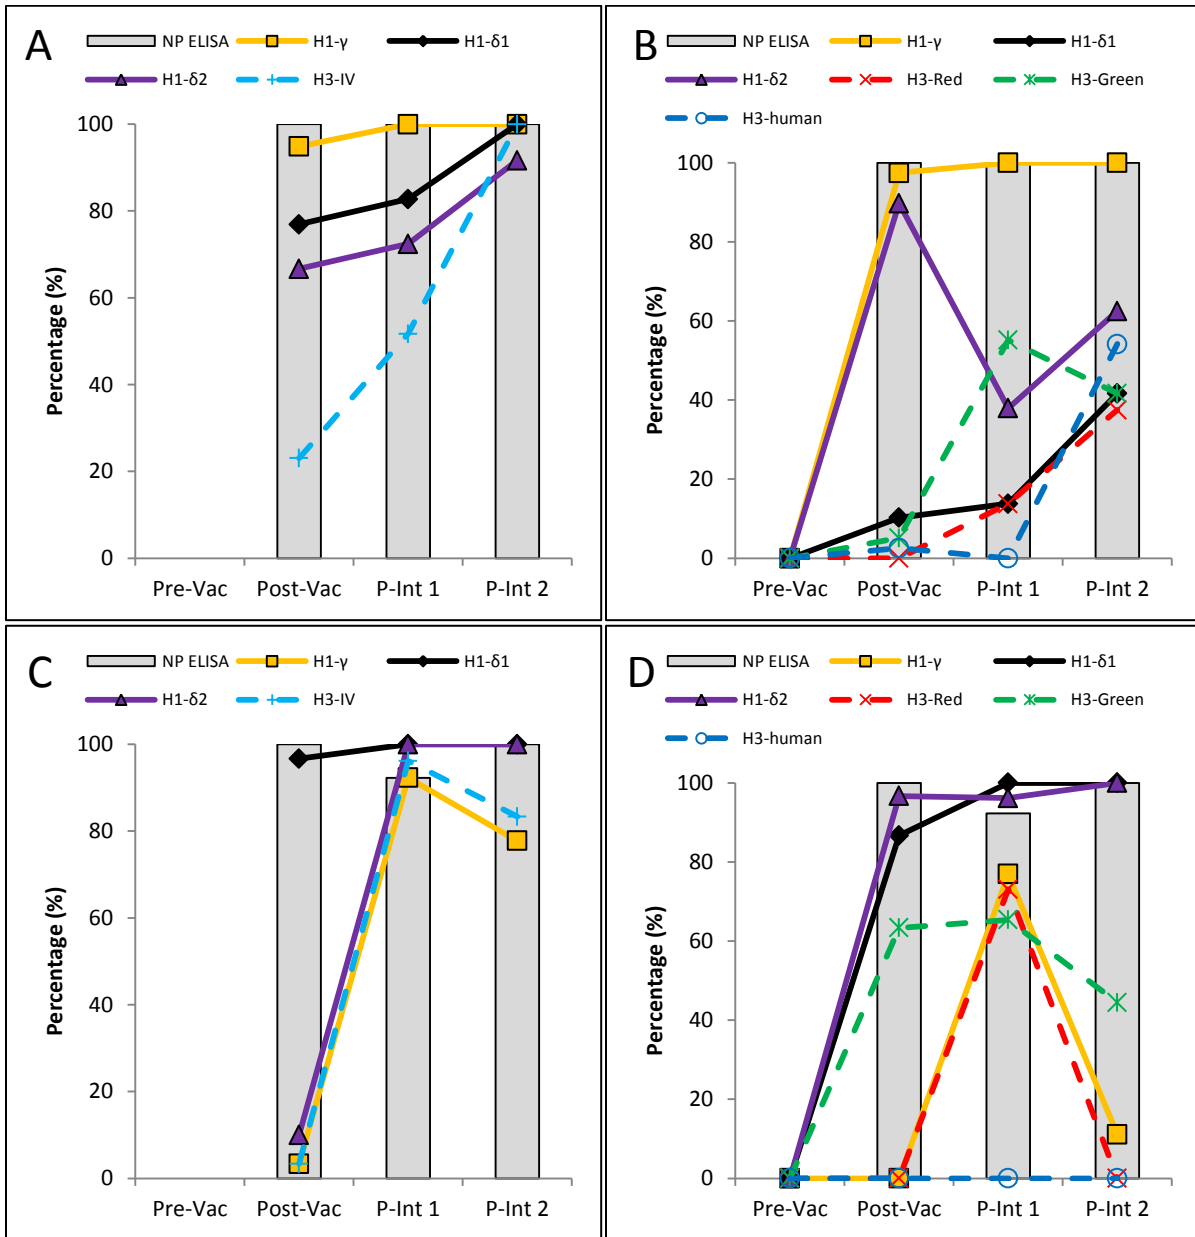 A
NP ELISA H1-γ H1-δ1
H1-δ2 H3-IV
100
80
60
40
20
0
Percentage (%)
Pre-Vac Post-Vac P-Int 1 P-Int 2
B
NP ELISA H1-γ H1-δ1
H1-δ2 H3-Red H3-Green
H3-human
100
80
60
40
20
0
Percentage (%)
Pre-Vac Post-Vac P-Int 1 P-Int 2
C
NP ELISA H1-γ H1-δ1
H1-δ2 H3-IV
100
80
60
40
20
0
Percentage (%)
Pre-Vac Post-Vac P-Int 1 P-Int 2
D
NP ELISA H1-γ H1-δ1
H1-δ2 H3-Red H3-Green
H3-human
100
80
60
40
20
0
Percentage (%)
Pre-Vac Post-Vac P-Int 1 P-Int 2